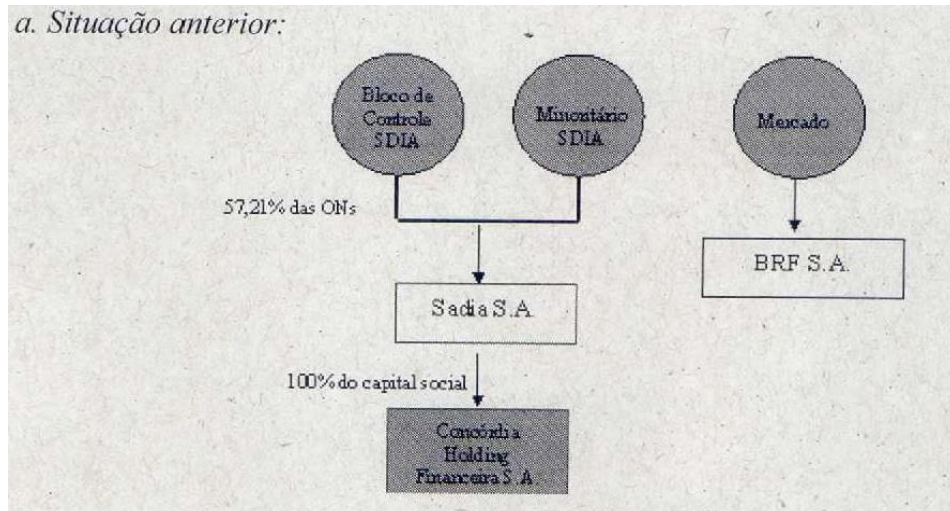 a. Situação anterior:
Bloco de
Controle
SDIA
Minoritário
SDIA
Mercado
57,21% das ONs
BRF S.A.
Sadia S.A
100% do capital social
Concórdia
Holding
Financeira S.A